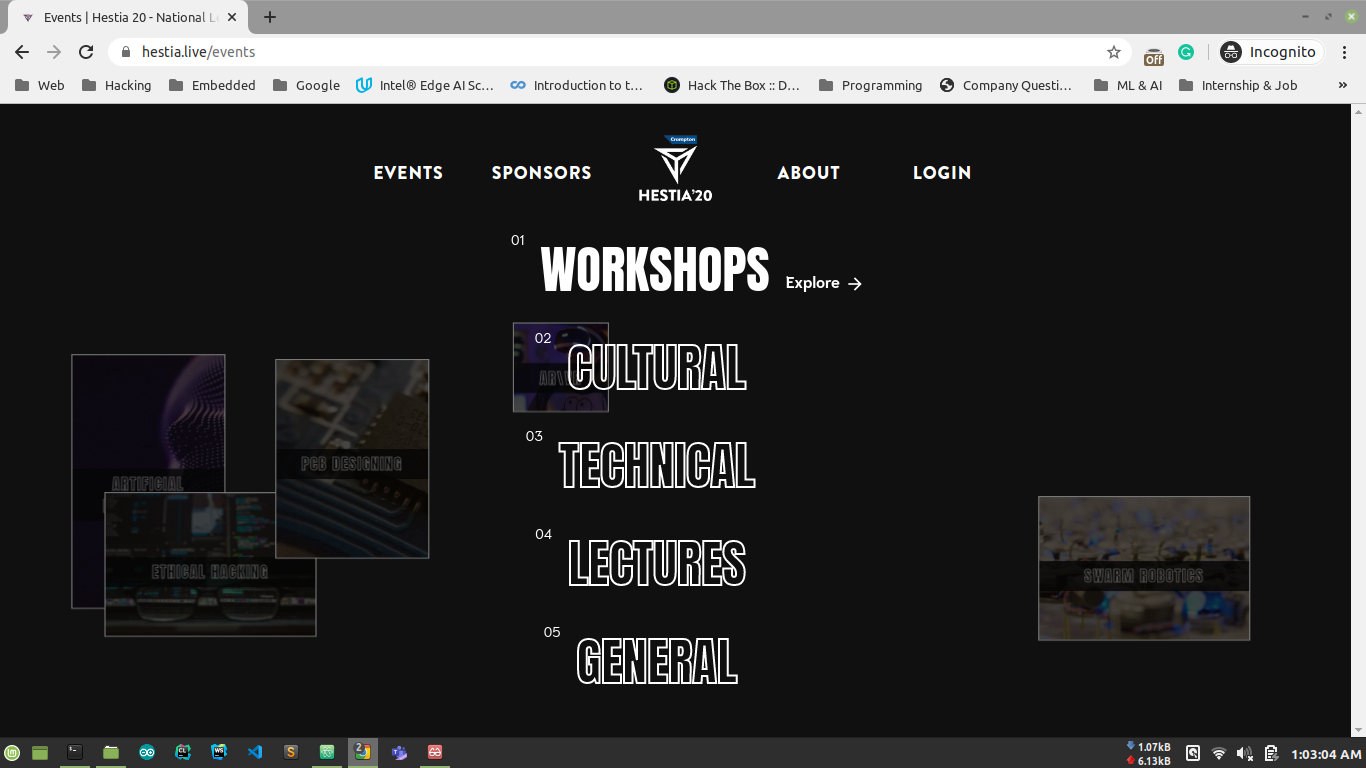 Events | Hestia 20 - National L
hestia.live/events
Off
Incognito
Web
Hacking
Embedded
Google
Intel® Edge AI Sc…
Introduction to t…
Hack The Box :: D…
Programming
Company Questi…
ML & AI
Internship & Job
»
EVENTS
SPONSORS
Crompton
HESTIA'20
ABOUT
LOGIN
01
WORKSHOPS
Explore →
02
CULTURAL
03
TECHNICAL
04
LECTURES
05
GENERAL
ARTIFICIAL
PCB DESIGNING
ETHICAL HACKING
SWARM ROBOTICS
2
1.07kB
6.13kB
1:03:04 AM